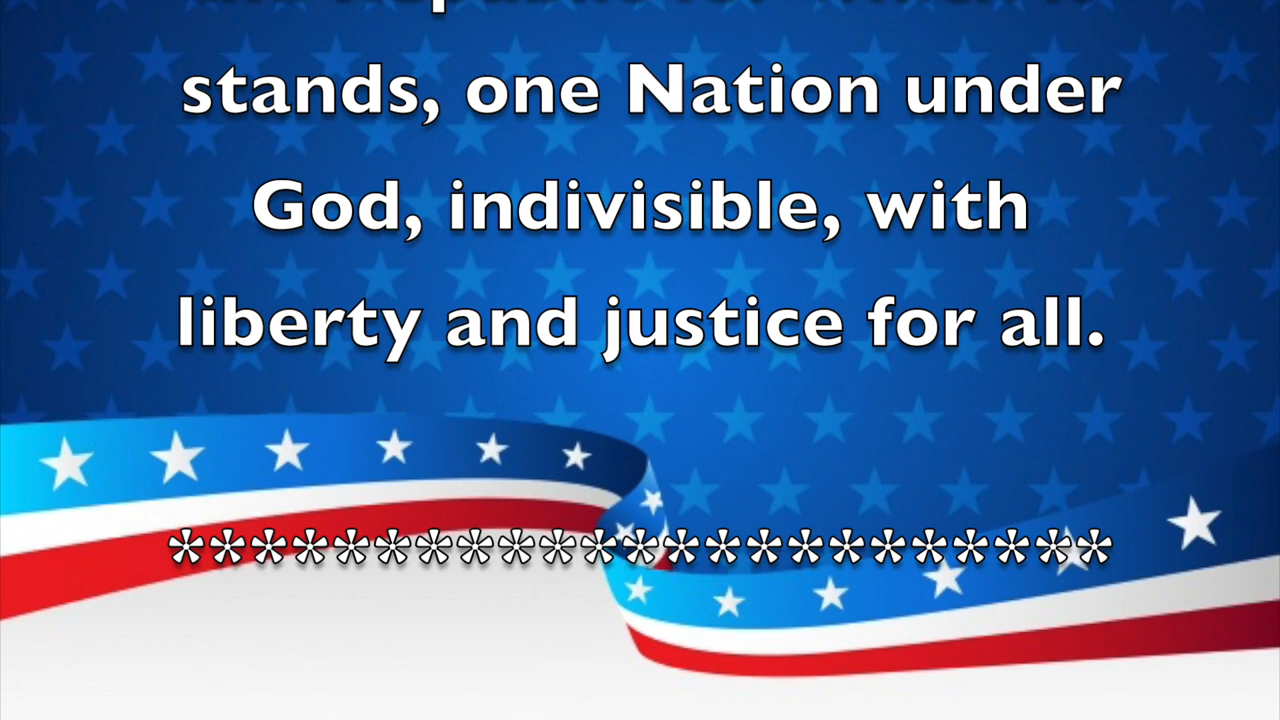 stands, one Nation under
God, indivisible, with
liberty and justice for all.
***********************